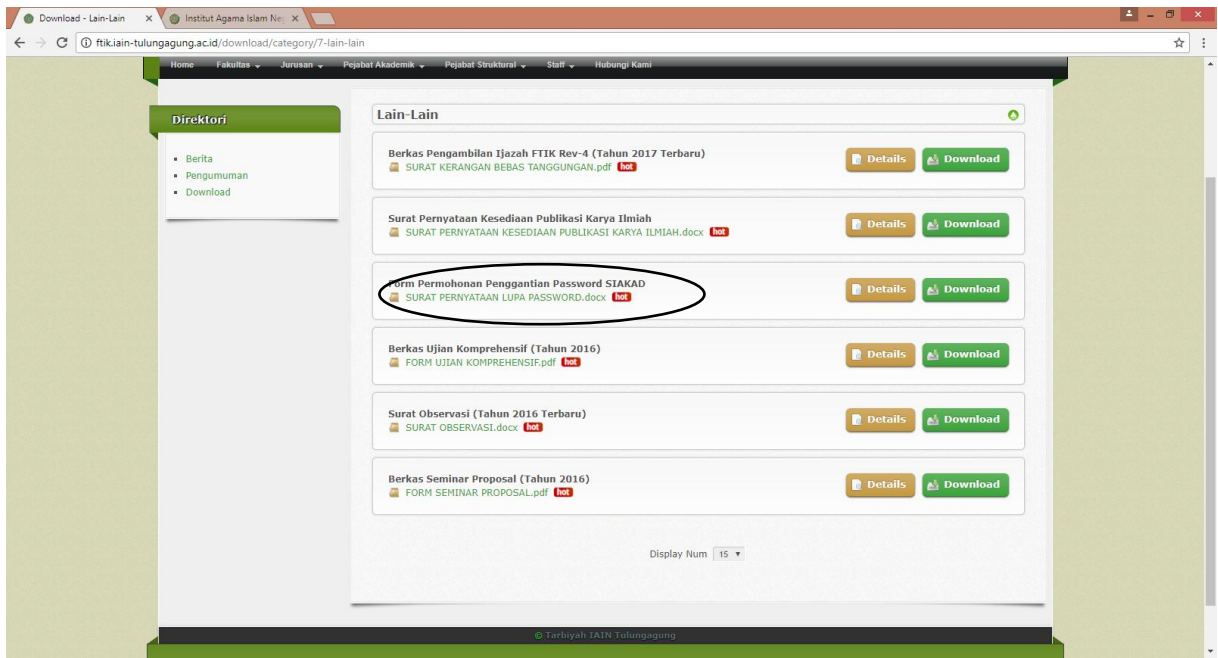 Download - Lain-Lain
Institut Agama Islam Neg
ftik.iain-tulungagung.ac.id/download/category/7-lain-lain
Home Fakultas Jurusan Pejabat Akademik Pejabat Struktural Staff Hubungi Kami
Direktori
Berita
Pengumuman
Download
Lain-Lain
Berkas Pengambilan Ijazah FTIK Rev-4 (Tahun 2017 Terbaru)
SURAT KERANGAN BEBAS TANGGUNGAN.pdf hot
Details Download
Surat Pernyataan Kesediaan Publikasi Karya Ilmiah
SURAT PERNYATAAN KESEDIAAN PUBLIKASI KARYA ILMIAH.docx hot
Details Download
Form Permohonan Penggantian Password SIAKAD
SURAT PERNYATAAN LUPA PASSWORD.docx hot
Details Download
Berkas Ujian Komprehensif (Tahun 2016)
FORM UJIAN KOMPREHENSIF.pdf hot
Details Download
Surat Observasi (Tahun 2016 Terbaru)
SURAT OBSERVASI.docx hot
Details Download
Berkas Seminar Proposal (Tahun 2016)
FORM SEMINAR PROPOSAL.pdf hot
Details Download
Display Num 15
© Tarbiyah IAIN Tulungagung